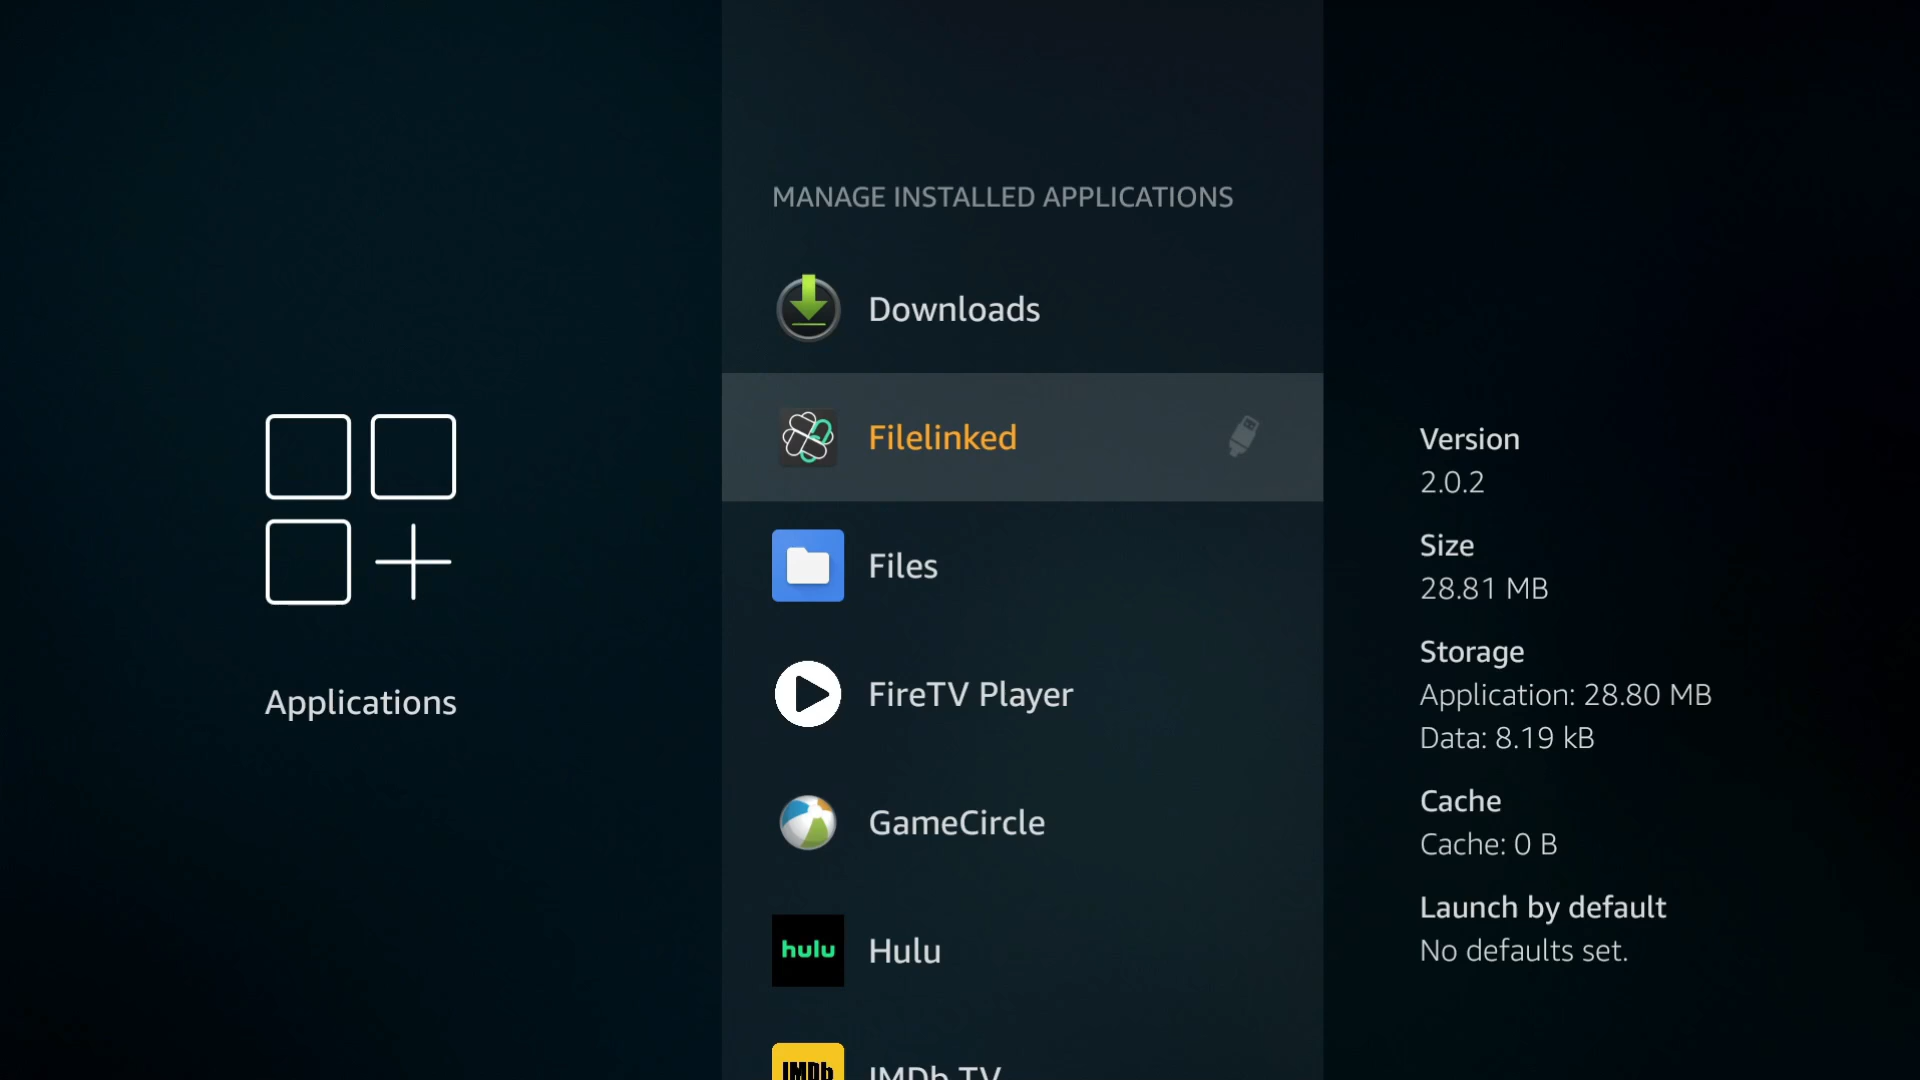 MANAGE INSTALLED APPLICATIONS
Downloads
Filelinked
Files
FireTV Player
GameCircle
hulu
Hulu
IMDb
IMDb TV
Applications
Version
2.0.2
Size
28.81 MB
Storage
Application: 28.80 MB
Data: 8.19 kB
Cache
Cache: 0 B
Launch by default
No defaults set.